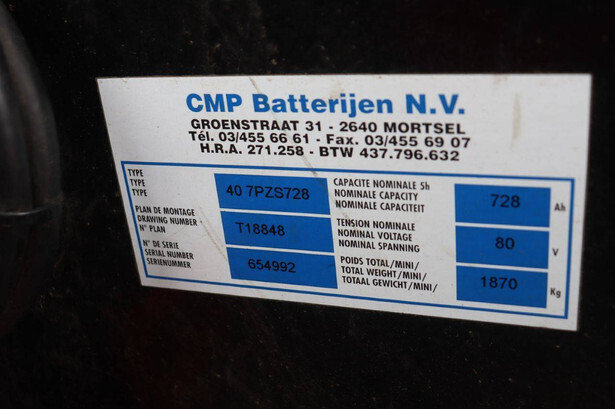 CMP Batterijen N.V.
GROENSTRAAT 31 - 2640 MORTSEL
Tél. 03/455 66 61 - Fax. 03/455 69 07
H.R.A. 271.258 - BTW 437.796.632
TYPE
TYPE
TYPE
40 7PZS728
CAPACITE NOMINALE 5h
NOMINAL CAPACITY
NOMINALE CAPACITEIT
728 Ah
PLAN DE MONTAGE
DRAWING NUMBER
N° PLAN
T18848
TENSION NOMINALE
NOMINAL VOLTAGE
NOMINAL SPANNING
80 V
N° DE SERIE
SERIAL NUMBER
SERIENUMMER
654992
POIDS TOTAL/MINI/
TOTAL WEIGHT/MINI/
TOTAAL GEWICHT/MINI/
1870 Kg